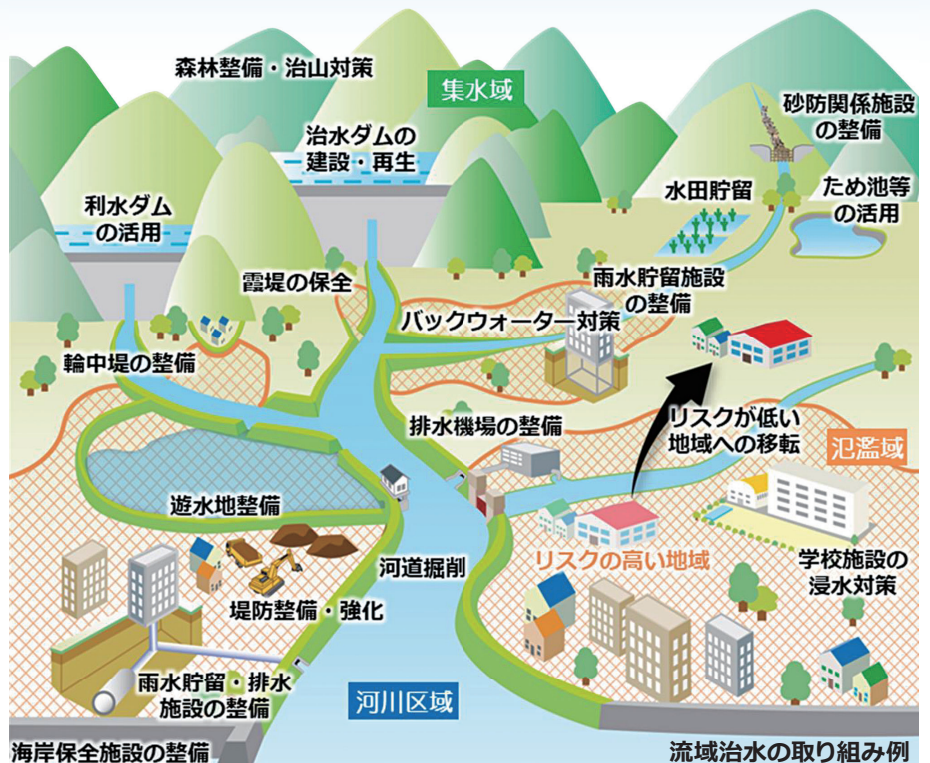 森林整備・治山対策
集水域
砂防関係施設
の整備
治水ダムの
建設・再生
水田貯留
ため池等
の活用
利水ダム
の活用
霞堤の保全
雨水貯留施設
の整備
バックウォーター対策
輪中堤の整備
排水機場の整備
リスクが低い
地域への移転
氾濫域
遊水地整備
リスクの高い地域
学校施設の
浸水対策
河道掘削
堤防整備・強化
雨水貯留・排水
施設の整備
河川区域
海岸保全施設の整備
流域治水の取り組み例